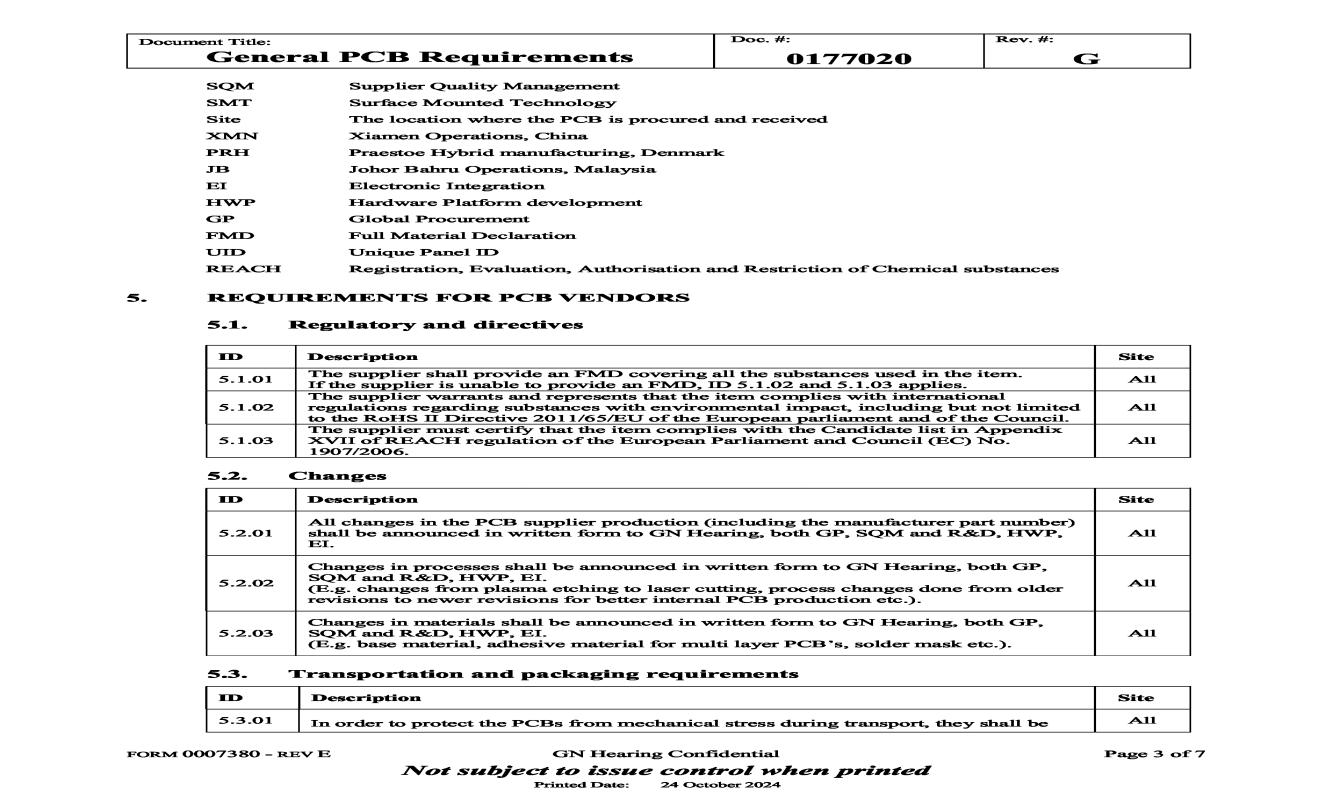 Document Title:
General PCB Requirements
Doc. #:
0177020
Rev. #:
G
SQM Supplier Quality Management
SMT Surface Mounted Technology
Site The location where the PCB is procured and received
XMN Xiamen Operations, China
PRH Praestoe Hybrid manufacturing, Denmark
JB Johor Bahru Operations, Malaysia
EI Electronic Integration
HWP Hardware Platform development
GP Global Procurement
FMD Full Material Declaration
UID Unique Panel ID
REACH Registration, Evaluation, Authorisation and Restriction of Chemical substances
5. REQUIREMENTS FOR PCB VENDORS
5.1. Regulatory and directives
ID Description Site
5.1.01 The supplier shall provide an FMD covering all the substances used in the item. All
If the supplier is unable to provide an FMD, ID 5.1.02 and 5.1.03 applies.
5.1.02 The supplier warrants and represents that the item complies with international All
regulations regarding substances with environmental impact, including but not limited
to the RoHS II Directive 2011/65/EU of the European parliament and of the Council.
5.1.03 The supplier must certify that the item complies with the Candidate list in Appendix All
XVII of REACH regulation of the European Parliament and Council (EC) No.
1907/2006.
5.2. Changes
ID Description Site
5.2.01 All changes in the PCB supplier production (including the manufacturer part number) All
shall be announced in written form to GN Hearing, both GP, SQM and R&D, HWP,
EI.
5.2.02 Changes in processes shall be announced in written form to GN Hearing, both GP, All
SQM and R&D, HWP, EI.
(E.g. changes from plasma etching to laser cutting, process changes done from older
revisions to newer revisions for better internal PCB production etc.).
5.2.03 Changes in materials shall be announced in written form to GN Hearing, both GP, All
SQM and R&D, HWP, EI.
(E.g. base material, adhesive material for multi layer PCB's, solder mask etc.).
5.3. Transportation and packaging requirements
ID Description Site
5.3.01 In order to protect the PCBs from mechanical stress during transport, they shall be All
FORM 0007380 - REV E GN Hearing Confidential Page 3 of 7
Not subject to issue control when printed
Printed Date: 24 October 2024